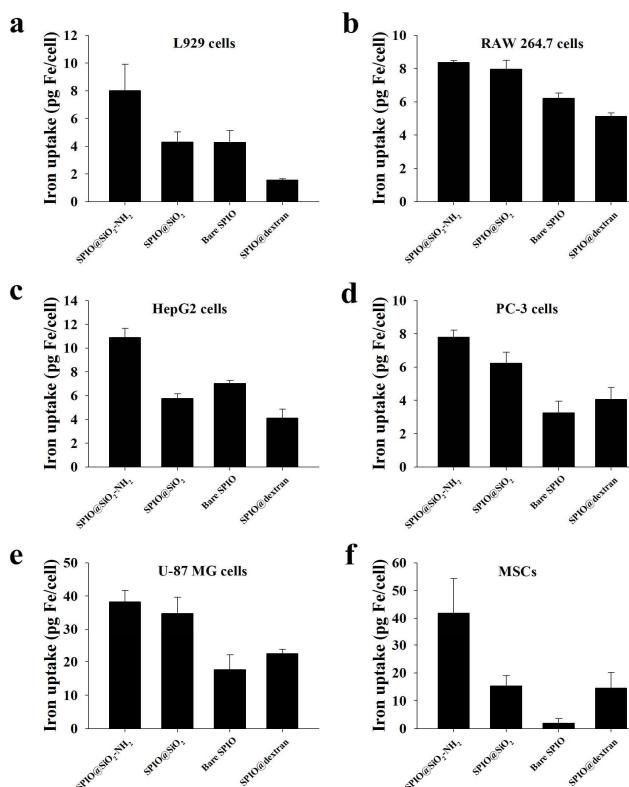 a
L929 cells
Iron uptake (pg Fe/cell)
12
10
8
6
4
2
0
SPIO@SiO₂-NH₂
SPIO@SiO₂
Bare SPIO
SPIO@dextran
b
RAW 264.7 cells
Iron uptake (pg Fe/cell)
10
8
6
4
2
0
SPIO@SiO₂-NH₂
SPIO@SiO₂
Bare SPIO
SPIO@dextran
c
HepG2 cells
Iron uptake (pg Fe/cell)
14
12
10
8
6
4
2
0
SPIO@SiO₂-NH₂
SPIO@SiO₂
Bare SPIO
SPIO@dextran
d
PC-3 cells
Iron uptake (pg Fe/cell)
10
8
6
4
2
0
SPIO@SiO₂-NH₂
SPIO@SiO₂
Bare SPIO
SPIO@dextran
e
U-87 MG cells
Iron uptake (pg Fe/cell)
50
40
30
20
10
0
SPIO@SiO₂-NH₂
SPIO@SiO₂
Bare SPIO
SPIO@dextran
f
MSCs
Iron uptake (pg Fe/cell)
60
50
40
30
20
10
0
SPIO@SiO₂-NH₂
SPIO@SiO₂
Bare SPIO
SPIO@dextran